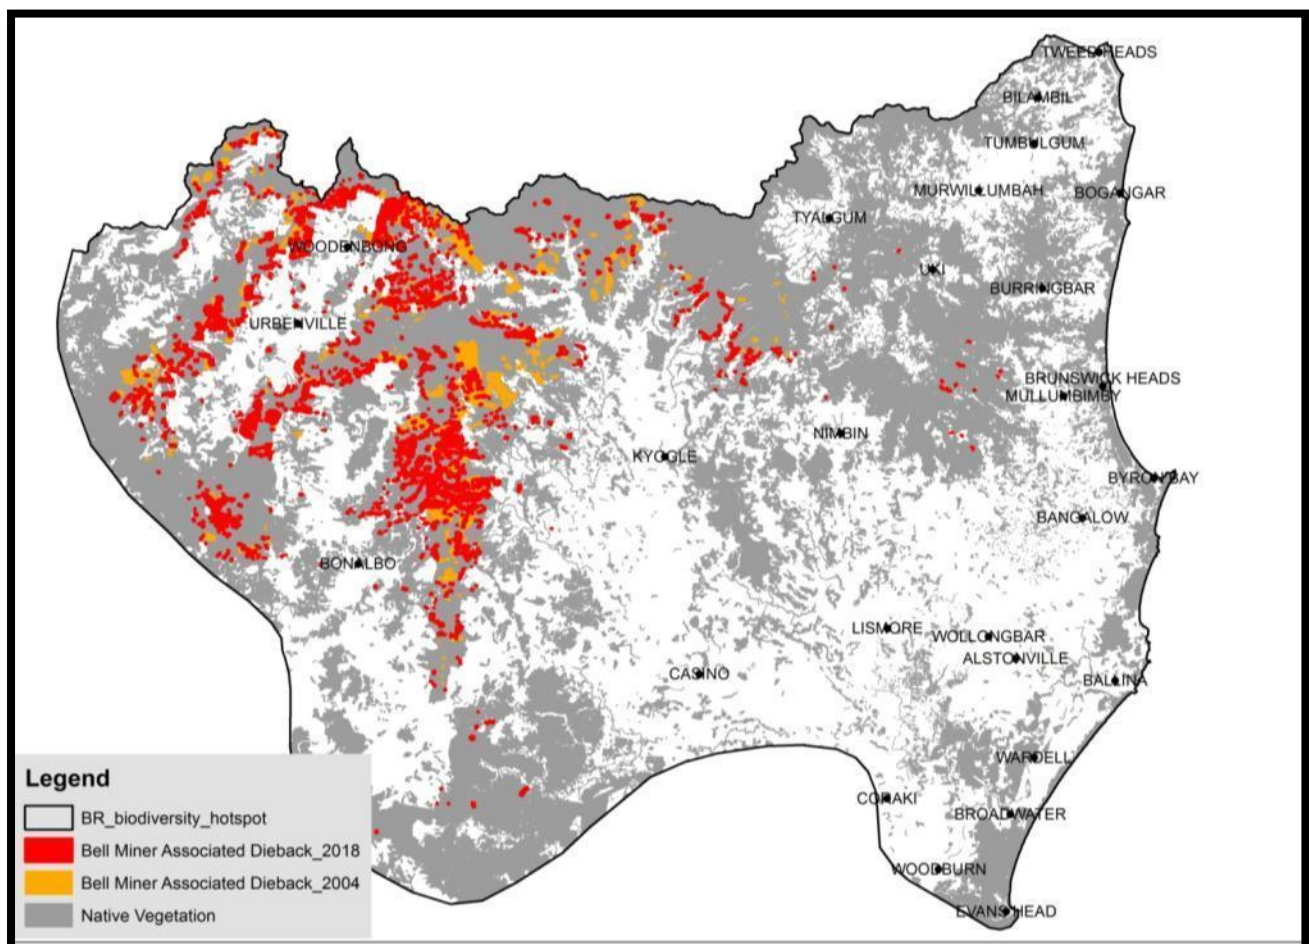 TWEED HEADS
BILAMBIL
TUMBULGUM
MURWILLUMBAH
BOGANGAR
TYALGUM
WOODENBONG
UKI
BURRINGBAR
URBENVILLE
BRUNSWICK HEADS
MULLUMBIMBY
NIMBIN
KYOGLE
BYRON BAY
BANGALOW
BONALBO
LISMORE
WOLLONGBAR
ALSTONVILLE
CASINO
BALLINA
WARDELL
CORAKI
BROADWATER
WOODBURN
EVANS HEAD
Legend
BR_biodiversity_hotspot
Bell Miner Associated Dieback_2018
Bell Miner Associated Dieback_2004
Native Vegetation